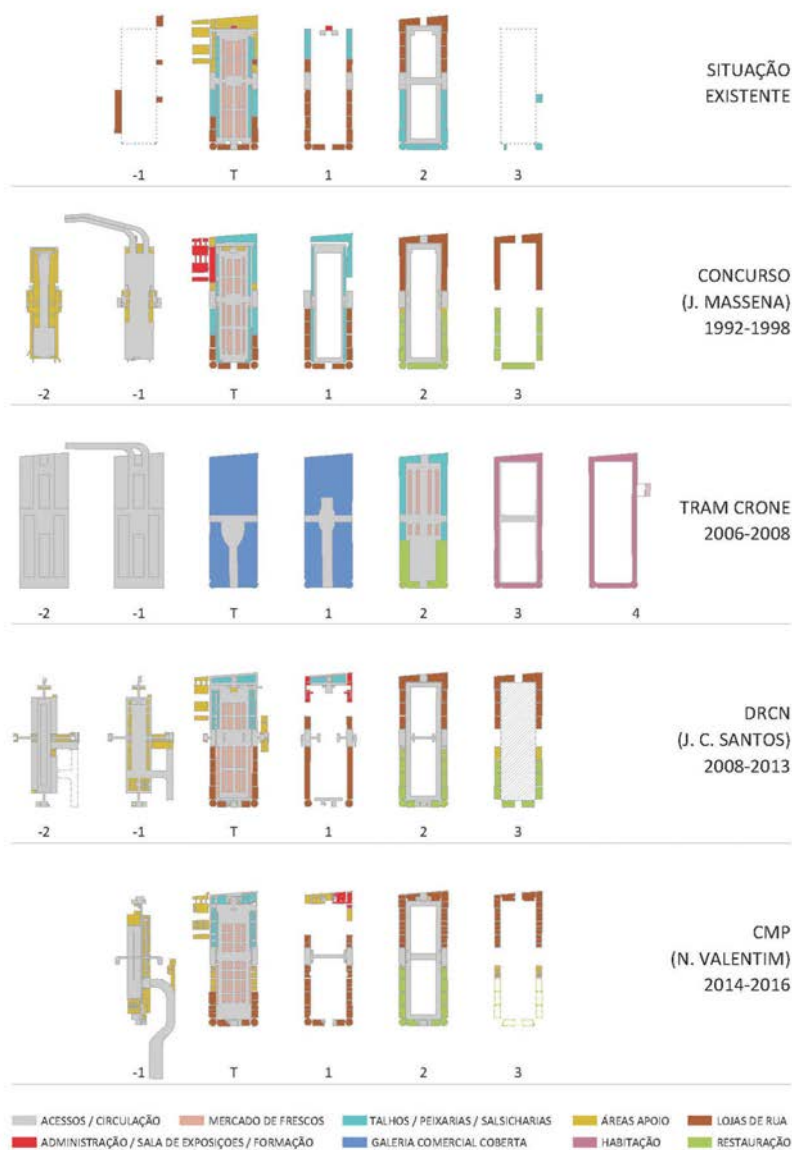 SITUAÇÃO
EXISTENTE
-1 T 1 2 3
CONCURSO
(J. MASSENA)
1992-1998
-2 -1 T 1 2 3
TRAM CRONE
2006-2008
-2 -1 T 1 2 3 4
DRCN
(J. C. SANTOS)
2008-2013
-2 -1 T 1 2 3
CMP
(N. VALENTIM)
2014-2016
-1 T 1 2 3
ACESSOS / CIRCULAÇÃO MERCADO DE FRESCOS TALHOS / PEIXARIAS / SALSICHARIAS ÁREAS APOIO LOJAS DE RUA
ADMINISTRAÇÃO / SALA DE EXPOSIÇOES / FORMAÇÃO GALERIA COMERCIAL COBERTA HABITAÇÃO RESTAURAÇÃO